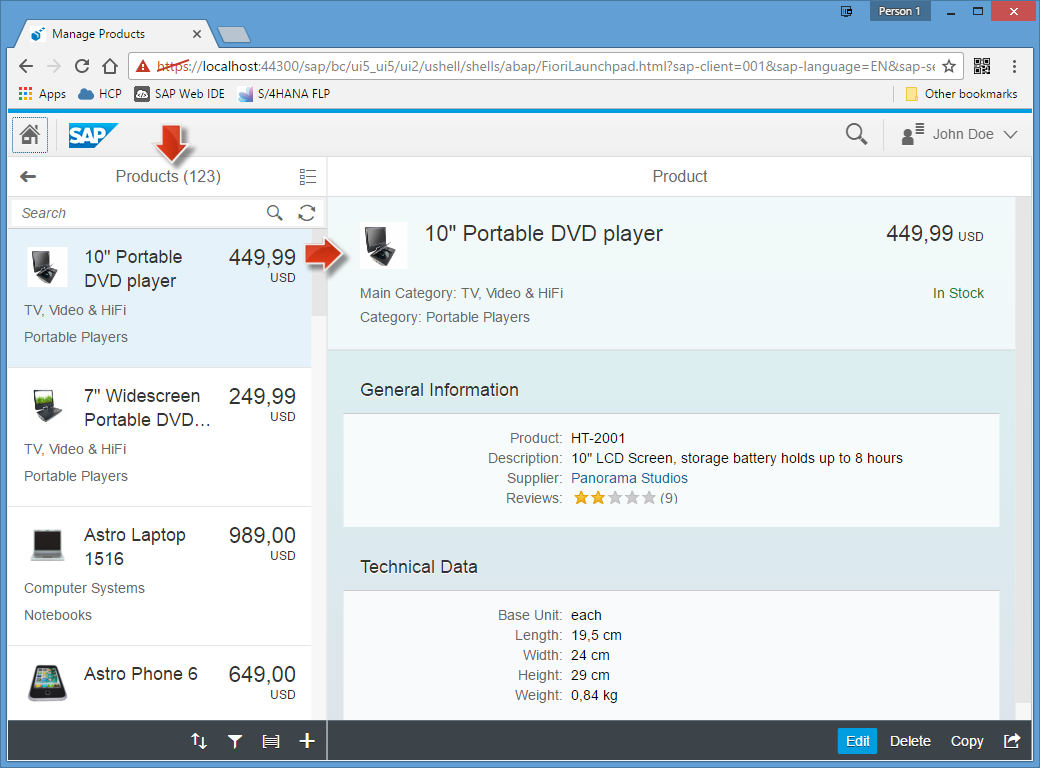 Person 1
Manage Products
https://localhost:44300/sap/bc/ui5_ui5/ui2/ushell/shells/abap/FioriLaunchpad.html?sap-client=001&sap-language=EN&sap-se
Apps HCP SAP Web IDE S/4HANA FLP Other bookmarks
SAP John Doe
Products (123)
Search
10" Portable
DVD player
449,99
USD
TV, Video & HiFi
Portable Players
7" Widescreen
Portable DVD...
249,99
USD
TV, Video & HiFi
Portable Players
Astro Laptop
1516
989,00
USD
Computer Systems
Notebooks
Astro Phone 6
649,00
USD
Product
10" Portable DVD player
449,99 USD
Main Category: TV, Video & HiFi
In Stock
Category: Portable Players
General Information
Product: HT-2001
Description: 10" LCD Screen, storage battery holds up to 8 hours
Supplier: Panorama Studios
Reviews: (9)
Technical Data
Base Unit: each
Length: 19,5 cm
Width: 24 cm
Height: 29 cm
Weight: 0,84 kg
Edit Delete Copy